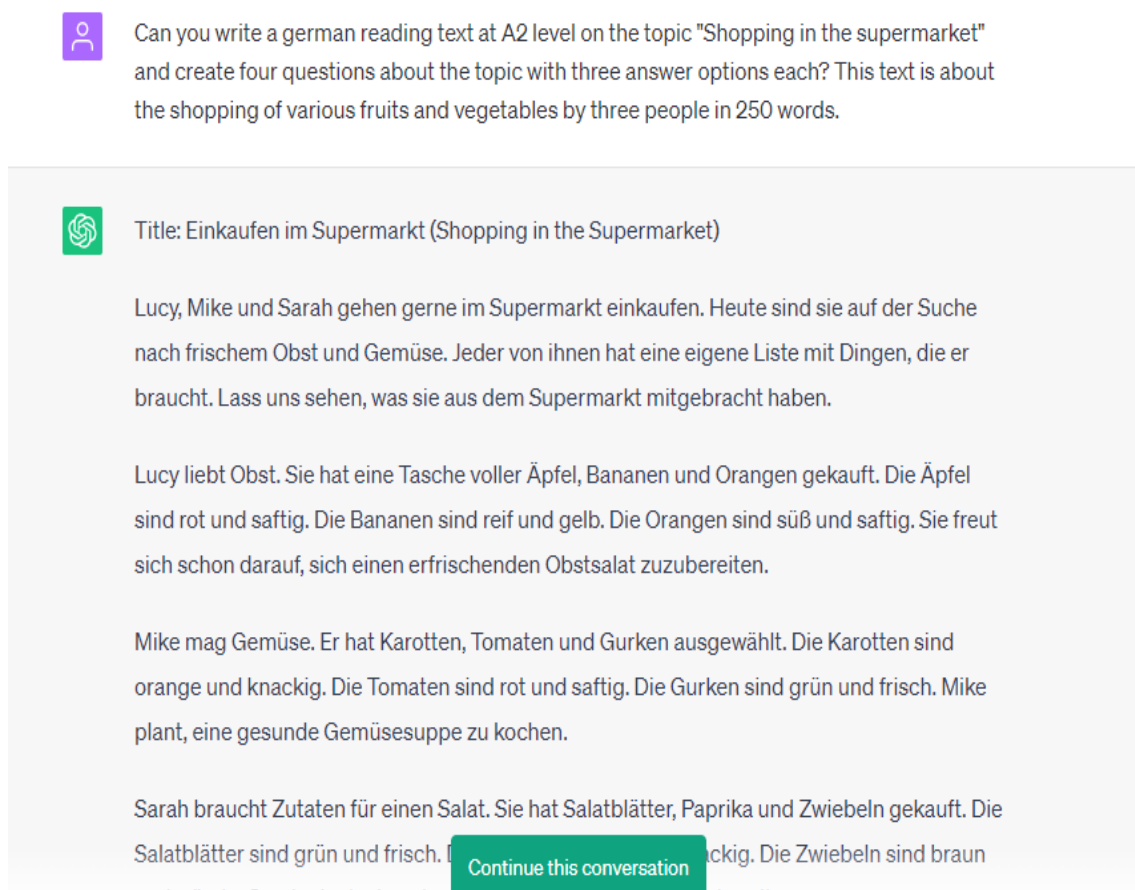 Can you write a german reading text at A2 level on the topic "Shopping in the supermarket"
and create four questions about the topic with three answer options each? This text is about
the shopping of various fruits and vegetables by three people in 250 words.
Title: Einkaufen im Supermarkt (Shopping in the Supermarket)
Lucy, Mike und Sarah gehen gerne im Supermarkt einkaufen. Heute sind sie auf der Suche
nach frischem Obst und Gemüse. Jeder von ihnen hat eine eigene Liste mit Dingen, die er
braucht. Lass uns sehen, was sie aus dem Supermarkt mitgebracht haben.
Lucy liebt Obst. Sie hat eine Tasche voller Äpfel, Bananen und Orangen gekauft. Die Äpfel
sind rot und saftig. Die Bananen sind reif und gelb. Die Orangen sind süß und saftig. Sie freut
sich schon darauf, sich einen erfrischenden Obstsalat zuzubereiten.
Mike mag Gemüse. Er hat Karotten, Tomaten und Gurken ausgewählt. Die Karotten sind
orange und knackig. Die Tomaten sind rot und saftig. Die Gurken sind grün und frisch. Mike
plant, eine gesunde Gemüsesuppe zu kochen.
Sarah braucht Zutaten für einen Salat. Sie hat Salatblätter, Paprika und Zwiebeln gekauft. Die
Salatblätter sind grün und frisch. ckig. Die Zwiebeln sind braun
Continue this conversation